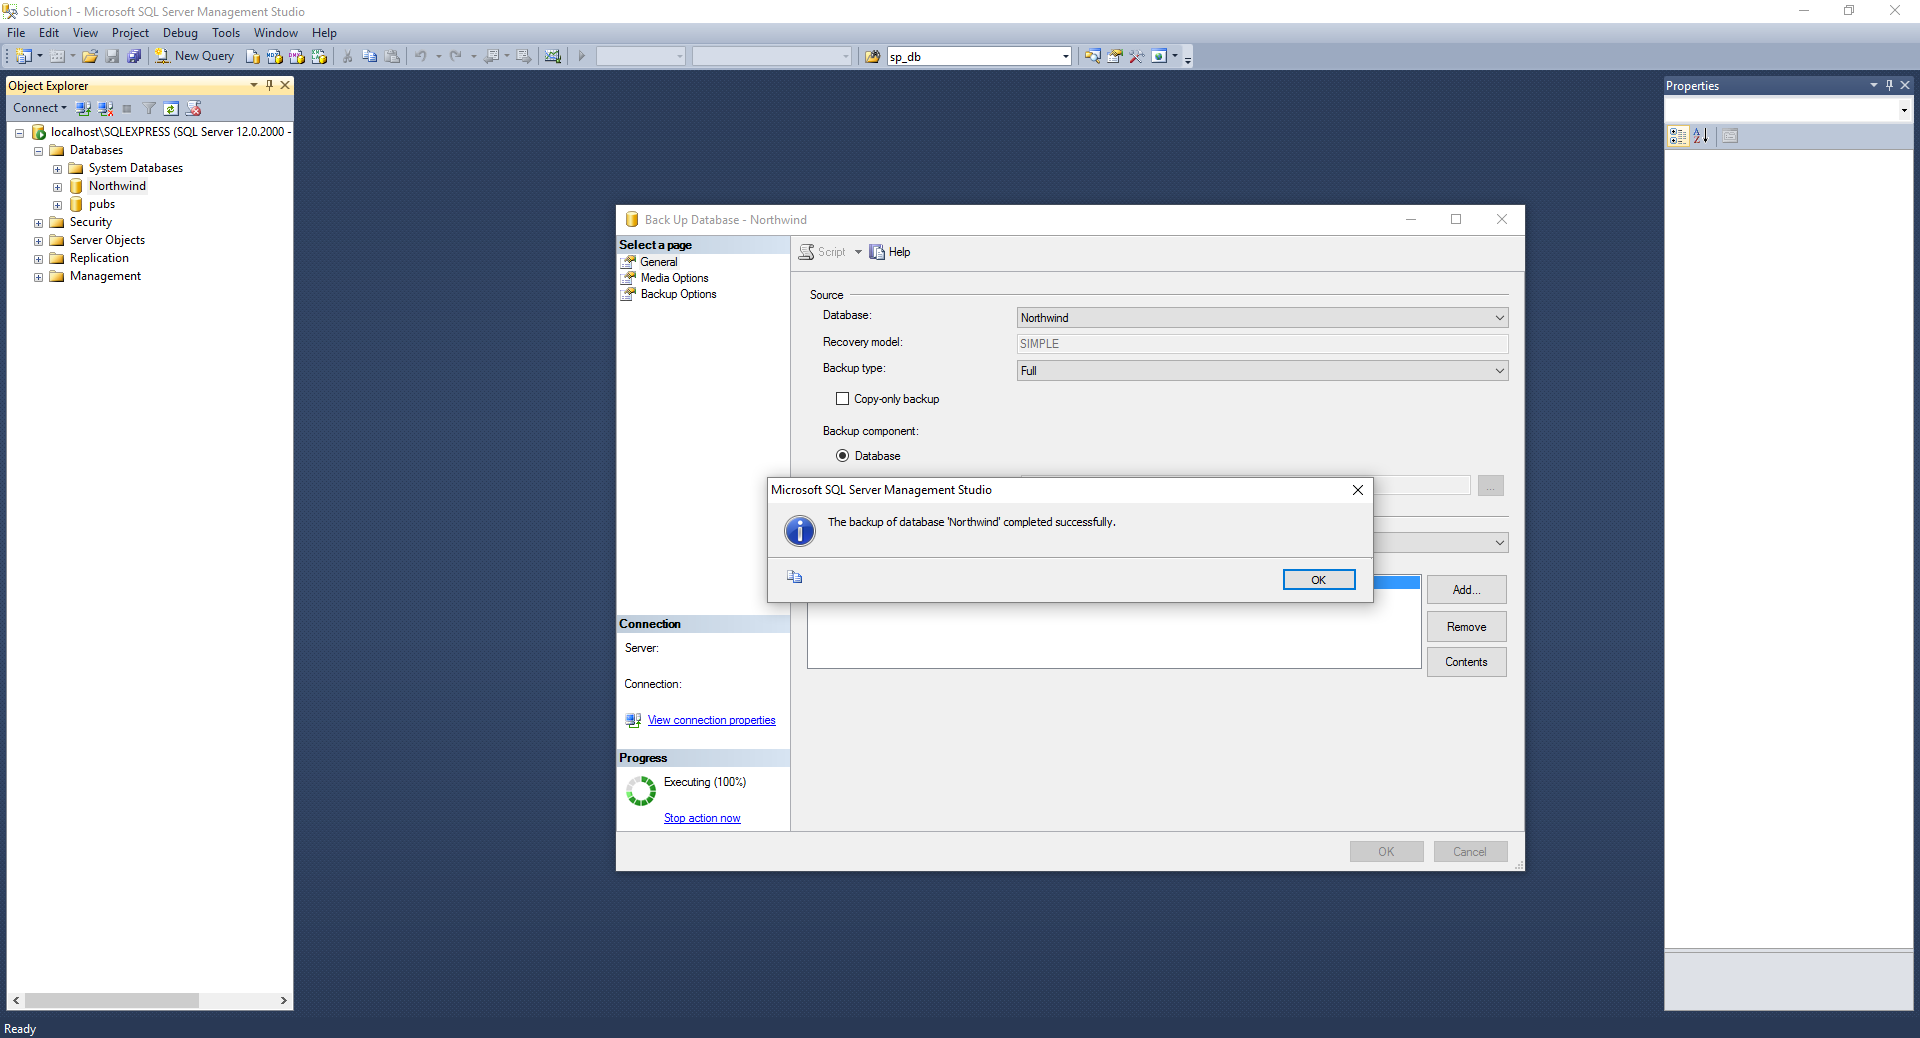 Solution1 - Microsoft SQL Server Management Studio
File Edit View Project Debug Tools Window Help
New Query
sp_db
Object Explorer
Connect
localhost\SQLEXPRESS (SQL Server 12.0.2000 -
Databases
System Databases
Northwind
pubs
Security
Server Objects
Replication
Management
Properties
Back Up Database - Northwind
Select a page
General
Media Options
Backup Options
Script Help
Source
Database: Northwind
Recovery model: SIMPLE
Backup type: Full
Copy-only backup
Backup component:
Database
...
Microsoft SQL Server Management Studio
The backup of database 'Northwind' completed successfully.
OK
Add...
Remove
Contents
Connection
Server:
Connection:
View connection properties
Progress
Executing (100%)
Stop action now
OK Cancel
Ready